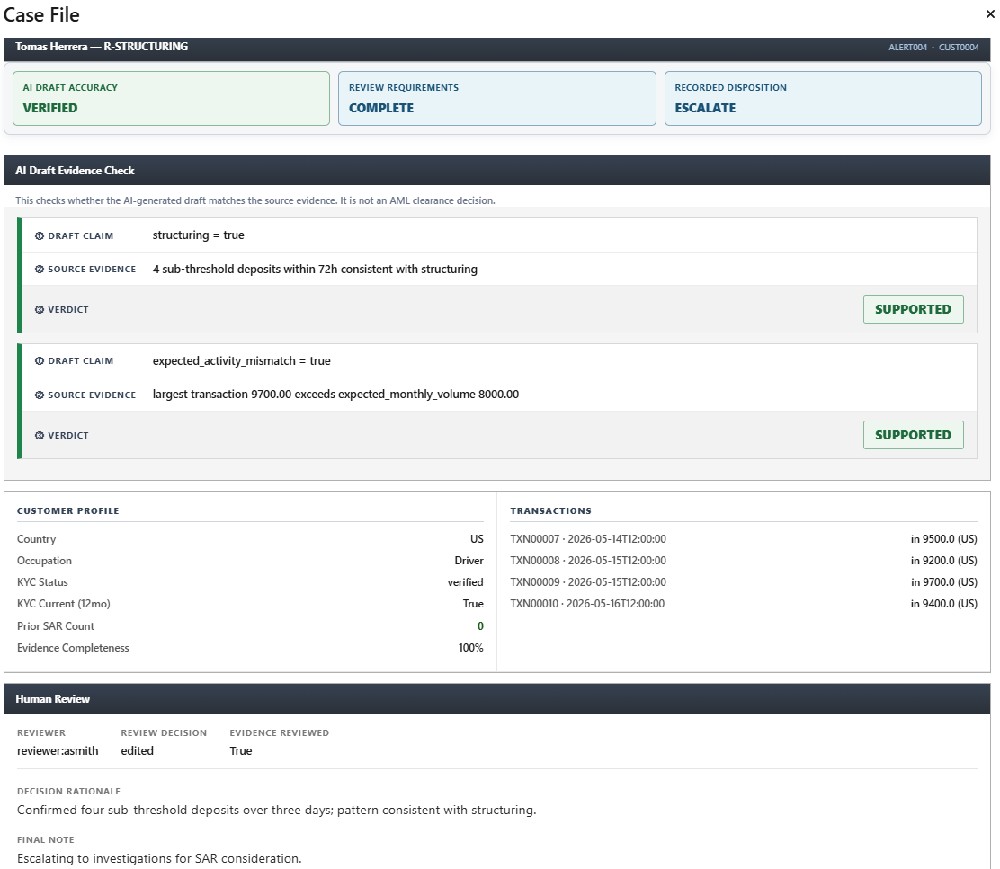 Case File
×
Tomas Herrera — R-STRUCTURING
ALERT004 · CUST0004
AI DRAFT ACCURACY
VERIFIED
REVIEW REQUIREMENTS
COMPLETE
RECORDED DISPOSITION
ESCALATE
AI Draft Evidence Check
This checks whether the AI-generated draft matches the source evidence. It is not an AML clearance decision.
① DRAFT CLAIM structuring = true
② SOURCE EVIDENCE 4 sub-threshold deposits within 72h consistent with structuring
③ VERDICT SUPPORTED
① DRAFT CLAIM expected_activity_mismatch = true
② SOURCE EVIDENCE largest transaction 9700.00 exceeds expected_monthly_volume 8000.00
③ VERDICT SUPPORTED
CUSTOMER PROFILE
Country US
Occupation Driver
KYC Status verified
KYC Current (12mo) True
Prior SAR Count 0
Evidence Completeness 100%
TRANSACTIONS
TXN00007 · 2026-05-14T12:00:00 in 9500.0 (US)
TXN00008 · 2026-05-15T12:00:00 in 9200.0 (US)
TXN00009 · 2026-05-15T12:00:00 in 9700.0 (US)
TXN00010 · 2026-05-16T12:00:00 in 9400.0 (US)
Human Review
REVIEWER
reviewer:asmith
REVIEW DECISION
edited
EVIDENCE REVIEWED
True
DECISION RATIONALE
Confirmed four sub-threshold deposits over three days; pattern consistent with structuring.
FINAL NOTE
Escalating to investigations for SAR consideration.